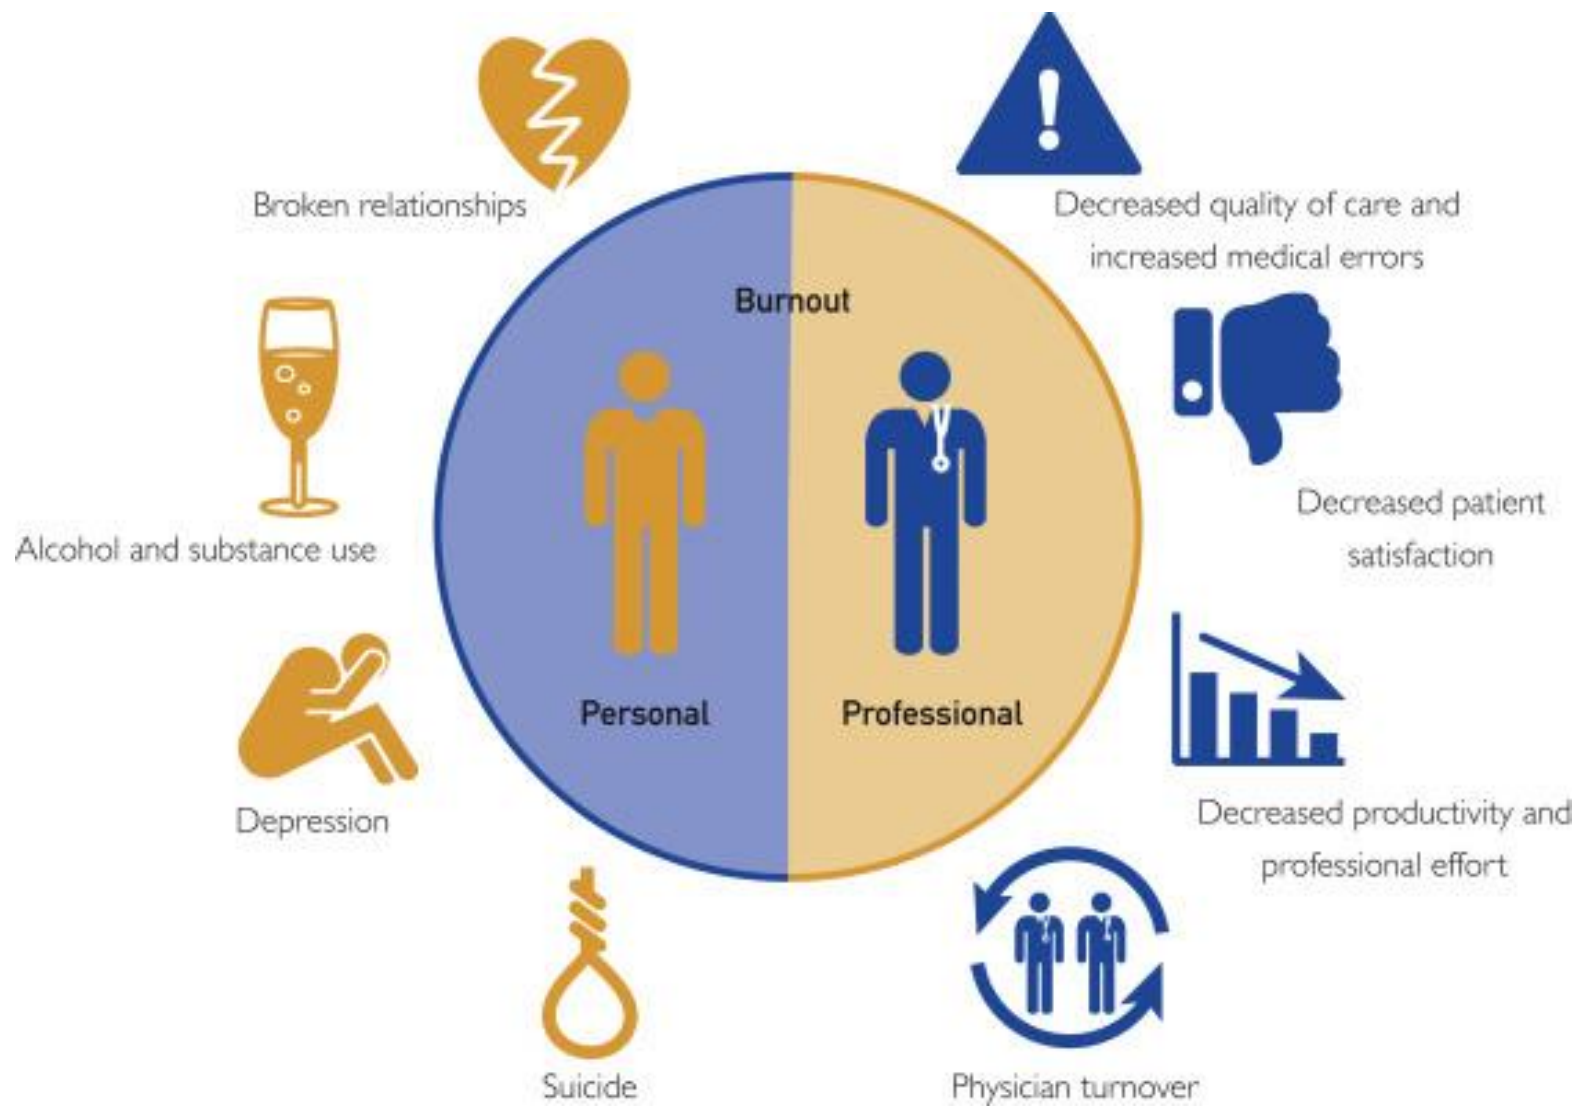 Broken relationships
Decreased quality of care and
increased medical errors
Burnout
Alcohol and substance use
Decreased patient
satisfaction
Personal
Professional
Depression
Decreased productivity and
professional effort
Suicide
Physician turnover